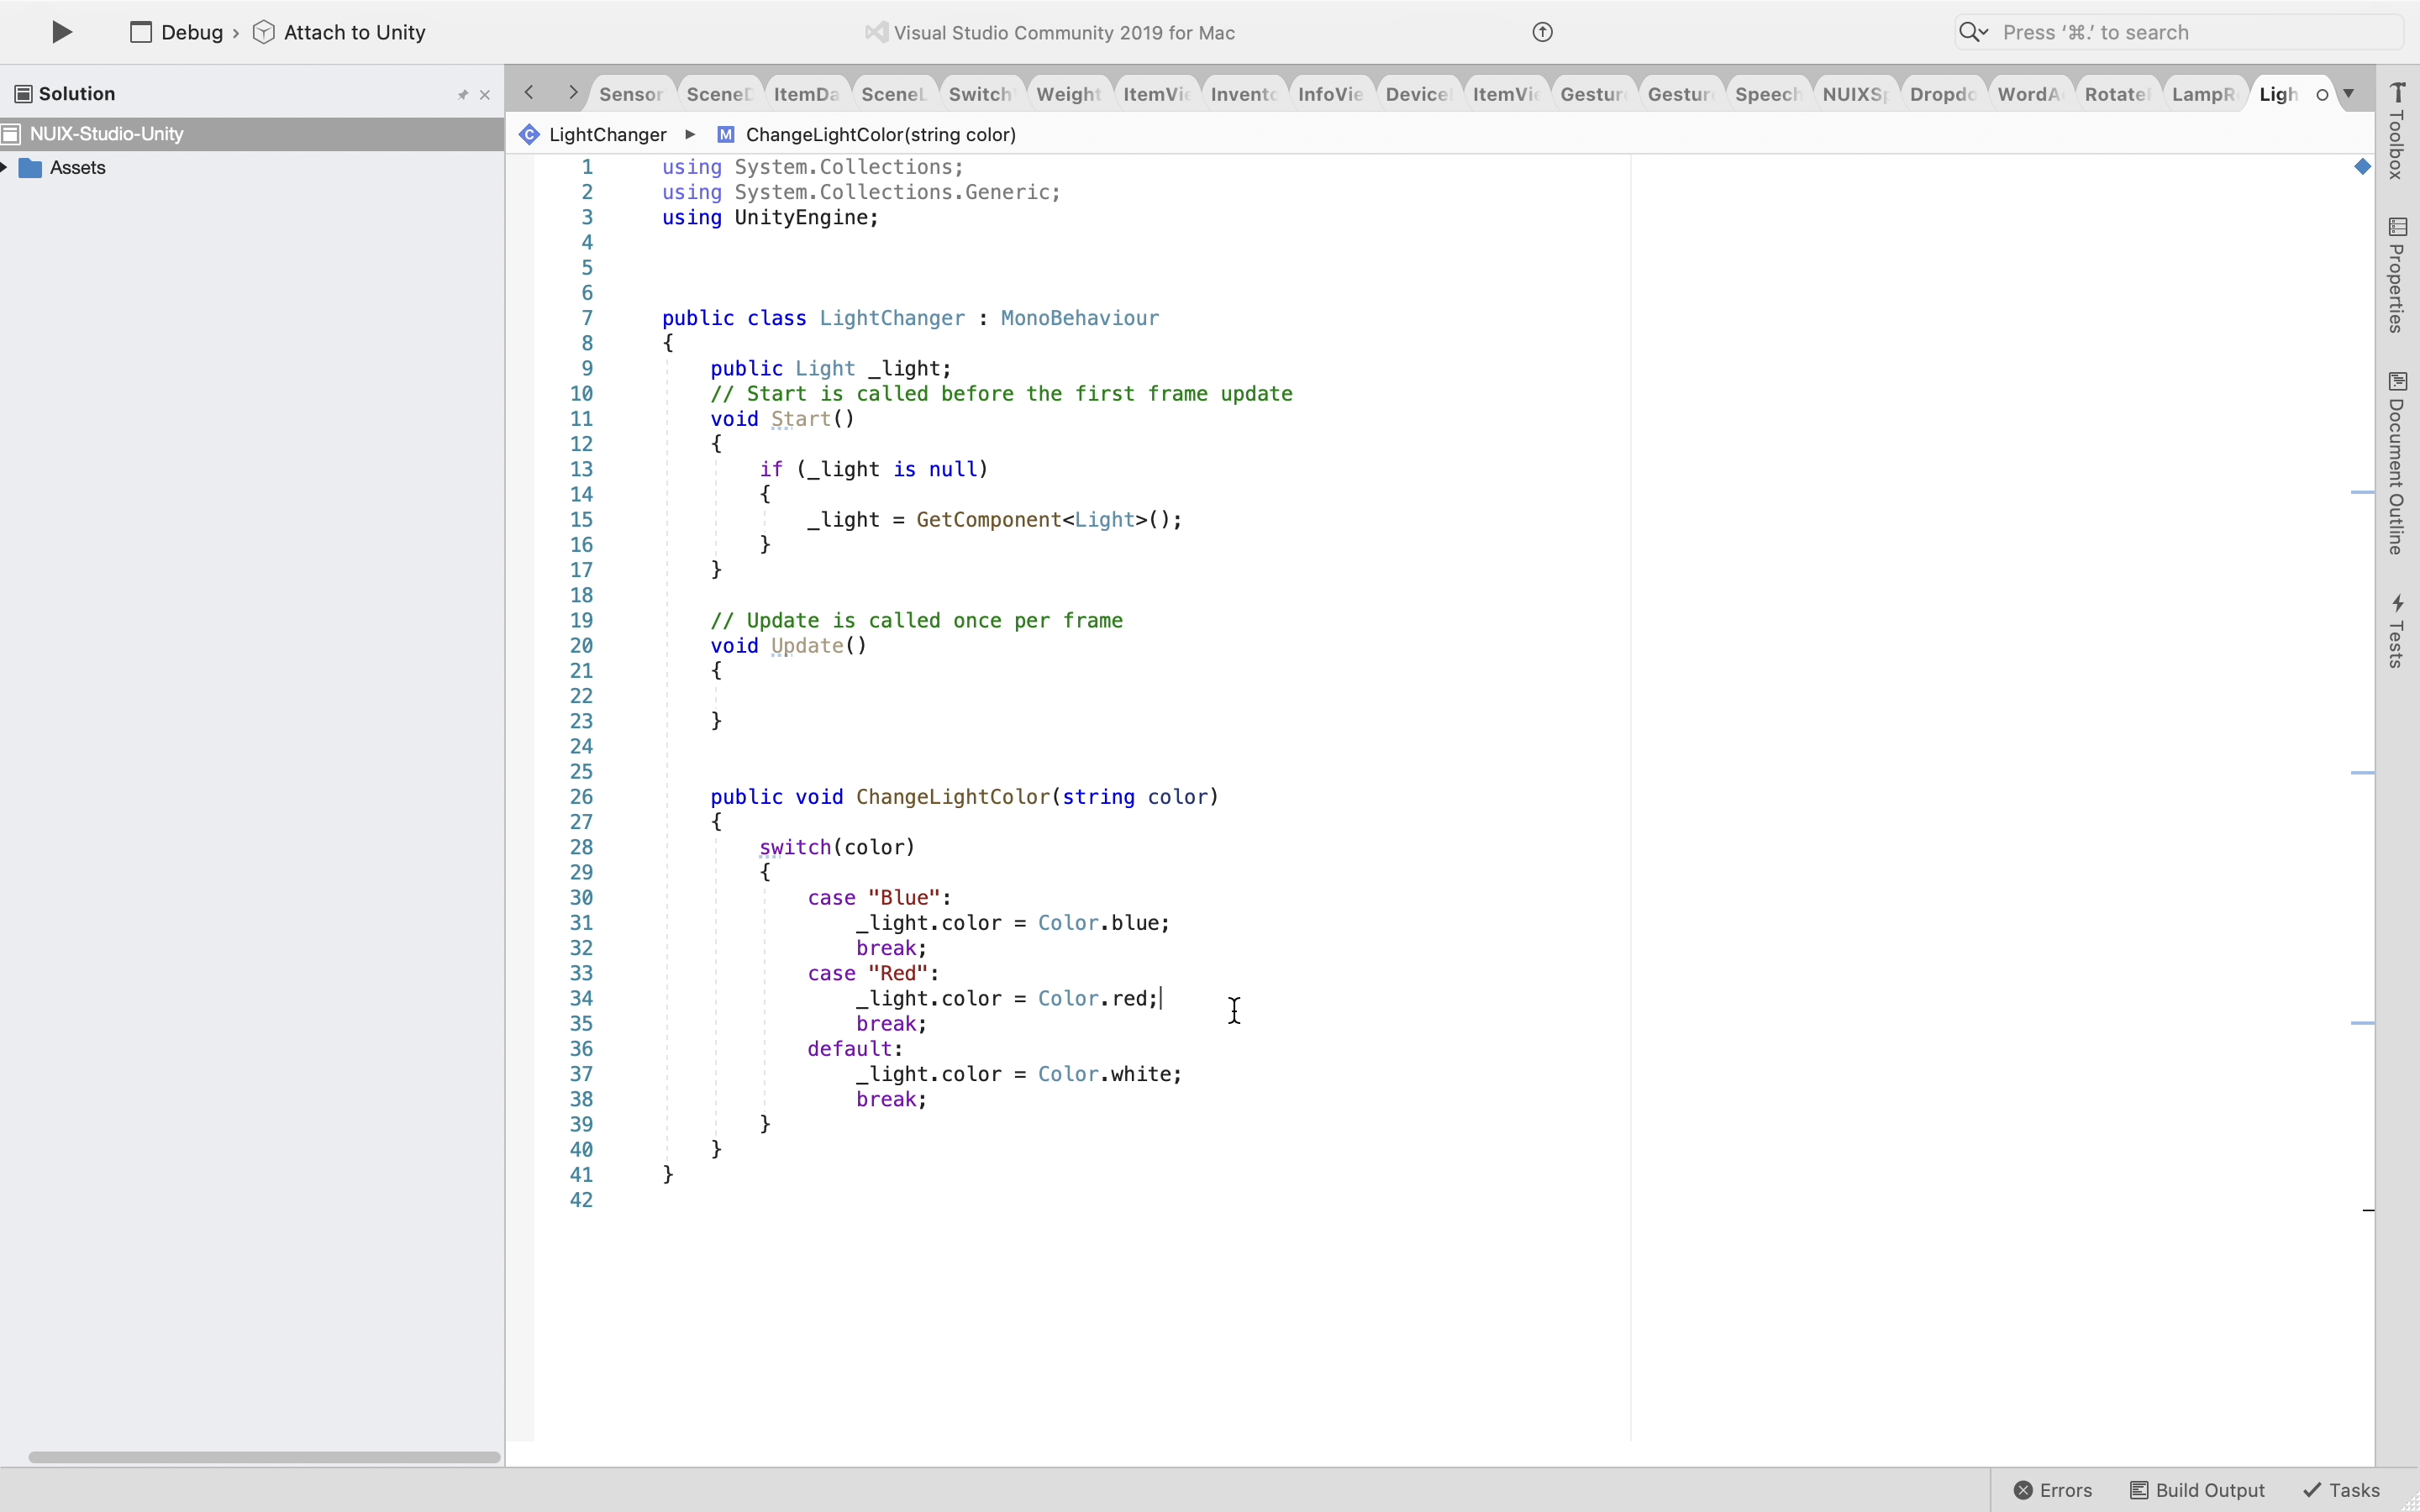 Debug › Attach to Unity
Visual Studio Community 2019 for Mac
Press ‘⌘.’ to search
Solution
NUIX-Studio-Unity
Assets
Sensor SceneD ItemDa SceneL Switch Weight ItemVie Invento InfoVie Device ItemVie Gestur Gestur Speech NUIXSp Dropdo WordA Rotate LampR Ligh
LightChanger ▸ M ChangeLightColor(string color)
1 using System.Collections;
2 using System.Collections.Generic;
3 using UnityEngine;
4
5
6
7 public class LightChanger : MonoBehaviour
8 {
9 public Light _light;
10 // Start is called before the first frame update
11 void Start()
12 {
13 if (_light is null)
14 {
15 _light = GetComponent<Light>();
16 }
17 }
18
19 // Update is called once per frame
20 void Update()
21 {
22
23 }
24
25
26 public void ChangeLightColor(string color)
27 {
28 switch(color)
29 {
30 case "Blue":
31 _light.color = Color.blue;
32 break;
33 case "Red":
34 _light.color = Color.red;
35 break;
36 default:
37 _light.color = Color.white;
38 break;
39 }
40 }
41 }
42
Toolbox
Properties
Document Outline
Tests
Errors
Build Output
Tasks